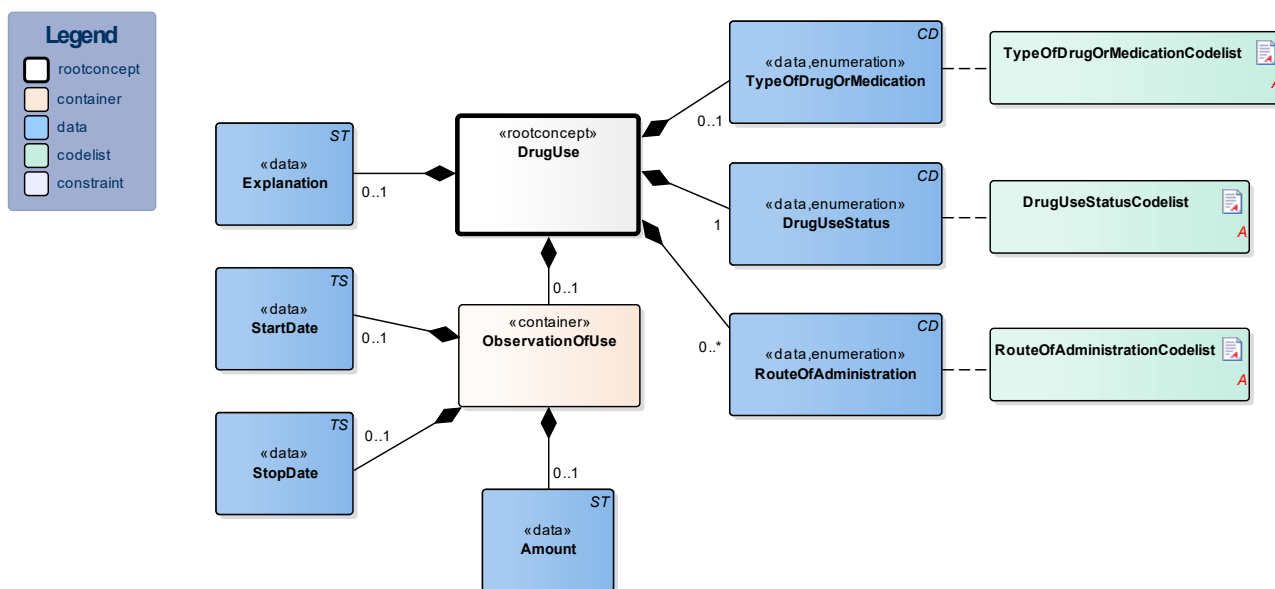 Legend
rootconcept
container
data
codelist
constraint
ST
«data»
Explanation
0..1
«rootconcept»
DrugUse
CD
«data,enumeration»
TypeOfDrugOrMedication
0..1
TypeOfDrugOrMedicationCodelist
A
CD
«data,enumeration»
DrugUseStatus
1
DrugUseStatusCodelist
A
TS
«data»
StartDate
0..1
0..1
«container»
ObservationOfUse
CD
«data,enumeration»
RouteOfAdministration
0..*
RouteOfAdministrationCodelist
A
TS
«data»
StopDate
0..1
0..1
ST
«data»
Amount